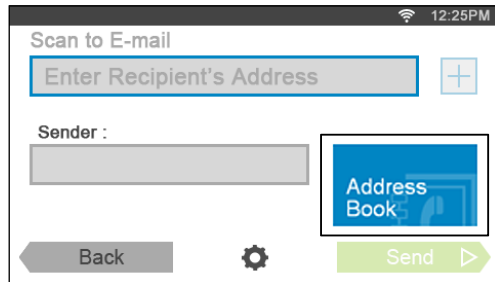 12:25PM
Scan to E-mail
Enter Recipient's Address
Sender :
Address
Book
Back
Send